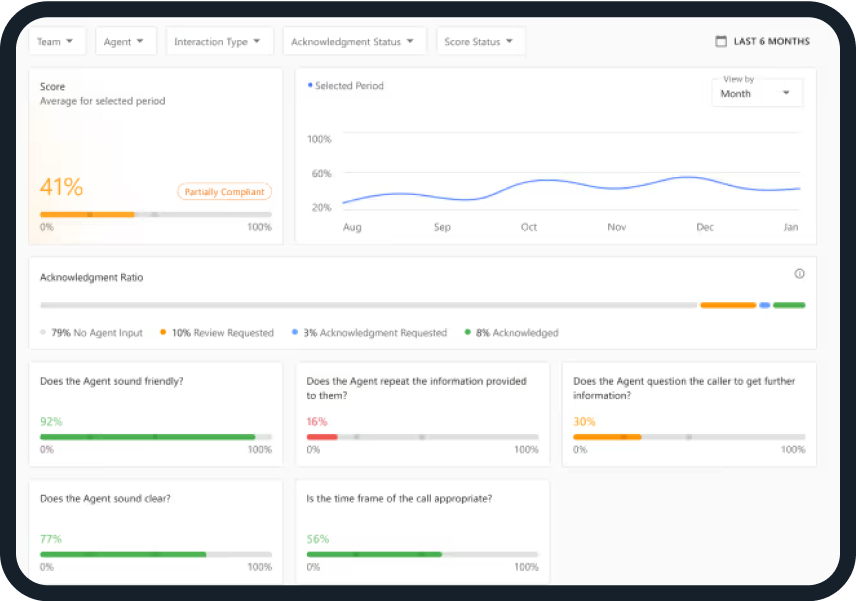 Team Agent Interaction Type Acknowledgment Status Score Status LAST 6 MONTHS
Score
Average for selected period
41%
Partially Compliant
0% 100%
Selected Period
View by
Month
100%
60%
20%
Aug Sep Oct Nov Dec Jan
Acknowledgment Ratio
79% No Agent Input 10% Review Requested 3% Acknowledgment Requested 8% Acknowledged
Does the Agent sound friendly?
92%
0% 100%
Does the Agent repeat the information provided
to them?
16%
0% 100%
Does the Agent question the caller to get further
information?
30%
0% 100%
Does the Agent sound clear?
77%
0% 100%
Is the time frame of the call appropriate?
56%
0% 100%